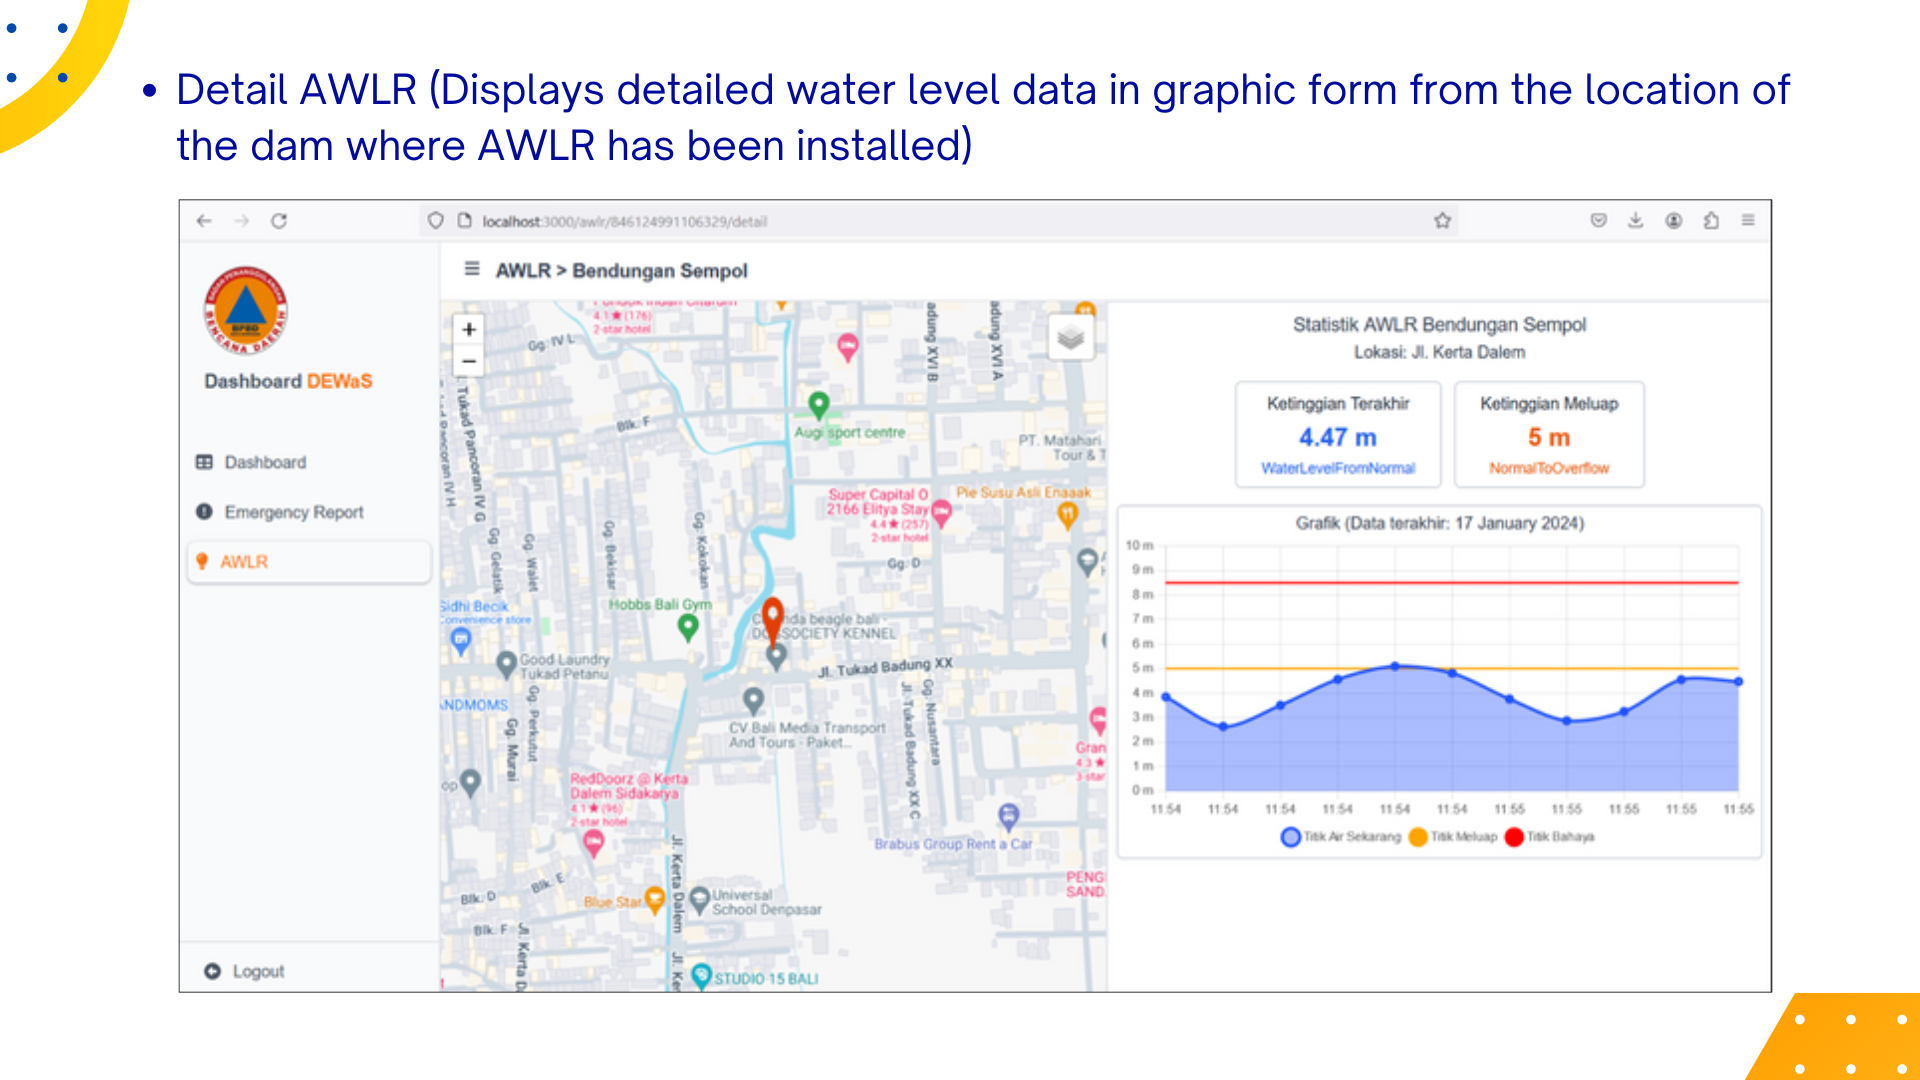 • Detail AWLR (Displays detailed water level data in graphic form from the location of
the dam where AWLR has been installed)
localhost:3000/awlr/846124991106329/detail
BADAN PENANGGULANGAN
BPBD
BENCANA DAERAH
Dashboard DEWaS
Dashboard
Emergency Report
AWLR
Logout
AWLR > Bendungan Sempol
+
−
4.1★(176)
2-star hotel
Gg. IV L
adung XVI B
adung XVI A
Tukad Pancoran IV G
Blk. F
Augi sport centre
PT. Matahari
Tour & T
Super Capital O
2166 Elitya Stay
4.4★(257)
2-star hotel
Pie Susu Asli Enaaak
Gg. Gelatik
Gg. Walet
Gg. Bekisar
Gg. Kokokan
Gg. D
Sidhi Becik
Convenience store
Hobbs Bali Gym
nda beagle bali -
SOCIETY KENNEL
Good Laundry
Tukad Petanu
Jl. Tukad Badung XX
ANDMOMS
Gg. Perkutut
Gg. Murai
CV Bali Media Transport
And Tours - Paket...
Jl. Tukad Badung XX C
Gg. Nusantara
Gran
4.3★
3-star
op
RedDoorz @ Kerta
Dalem Sidakarya
4.1★(96)
2-star hotel
Brabus Group Rent a Car
Jl. Kerta Dalem
PENG
SAND.
Blk. D
Blk. E
Blue Star
Universal
School Denpasar
Blk. F
Jl. Kerta D
Jl. Ker
STUDIO 15 BALI
Statistik AWLR Bendungan Sempol
Lokasi: Jl. Kerta Dalem
Ketinggian Terakhir
4.47 m
WaterLevelFromNormal
Ketinggian Meluap
5 m
NormalToOverflow
Grafik (Data terakhir: 17 January 2024)
10 m
9 m
8 m
7 m
6 m
5 m
4 m
3 m
2 m
1 m
0 m
11:54 11:54 11:54 11:54 11:54 11:54 11:55 11:55 11:55 11:55 11:55
Titik Air Sekarang Titik Meluap Titik Bahaya